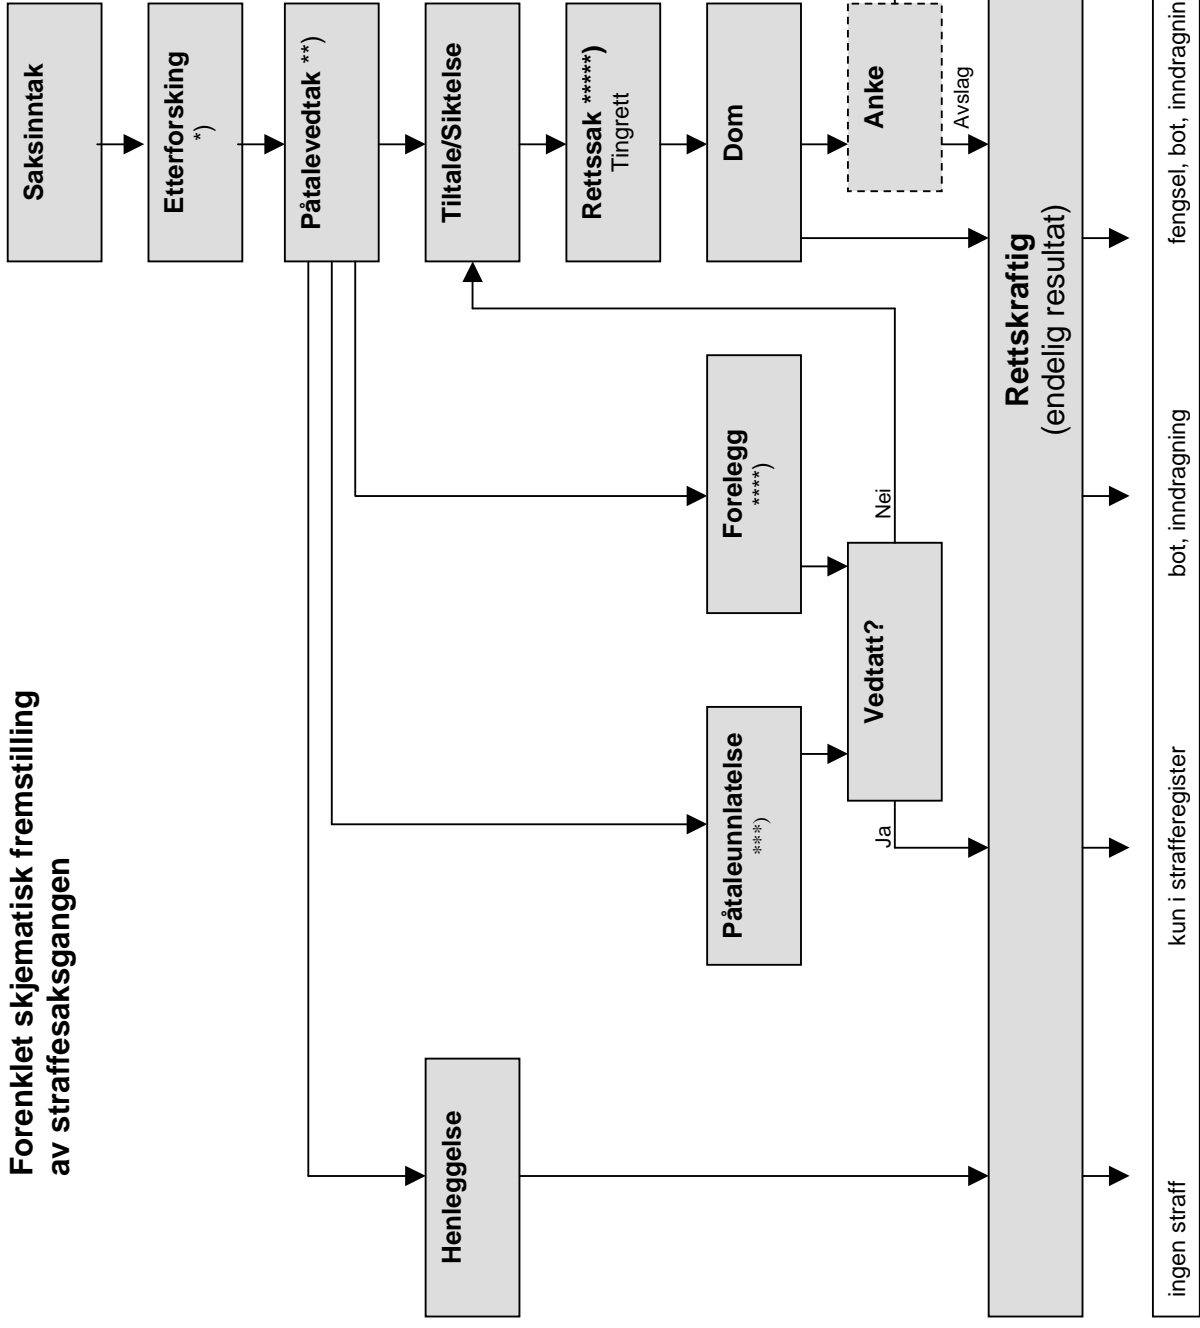 Forenklet skjematisk fremstilling
av straffesaksgangen
Saksinntak
Etterforsking
*)
Påtalevedtak **)
Tiltale/Siktelse
Rettssak *****)
Tingrett
Dom
Anke
Avslag
Forelegg
****)
Påtaleunnlatelse
***)
Henleggelse
Vedtatt?
Nei
Ja
Rettskraftig
(endelig resultat)
ingen straff
kun i strafferegister
bot, inndragning
fengsel, bot, inndragnin